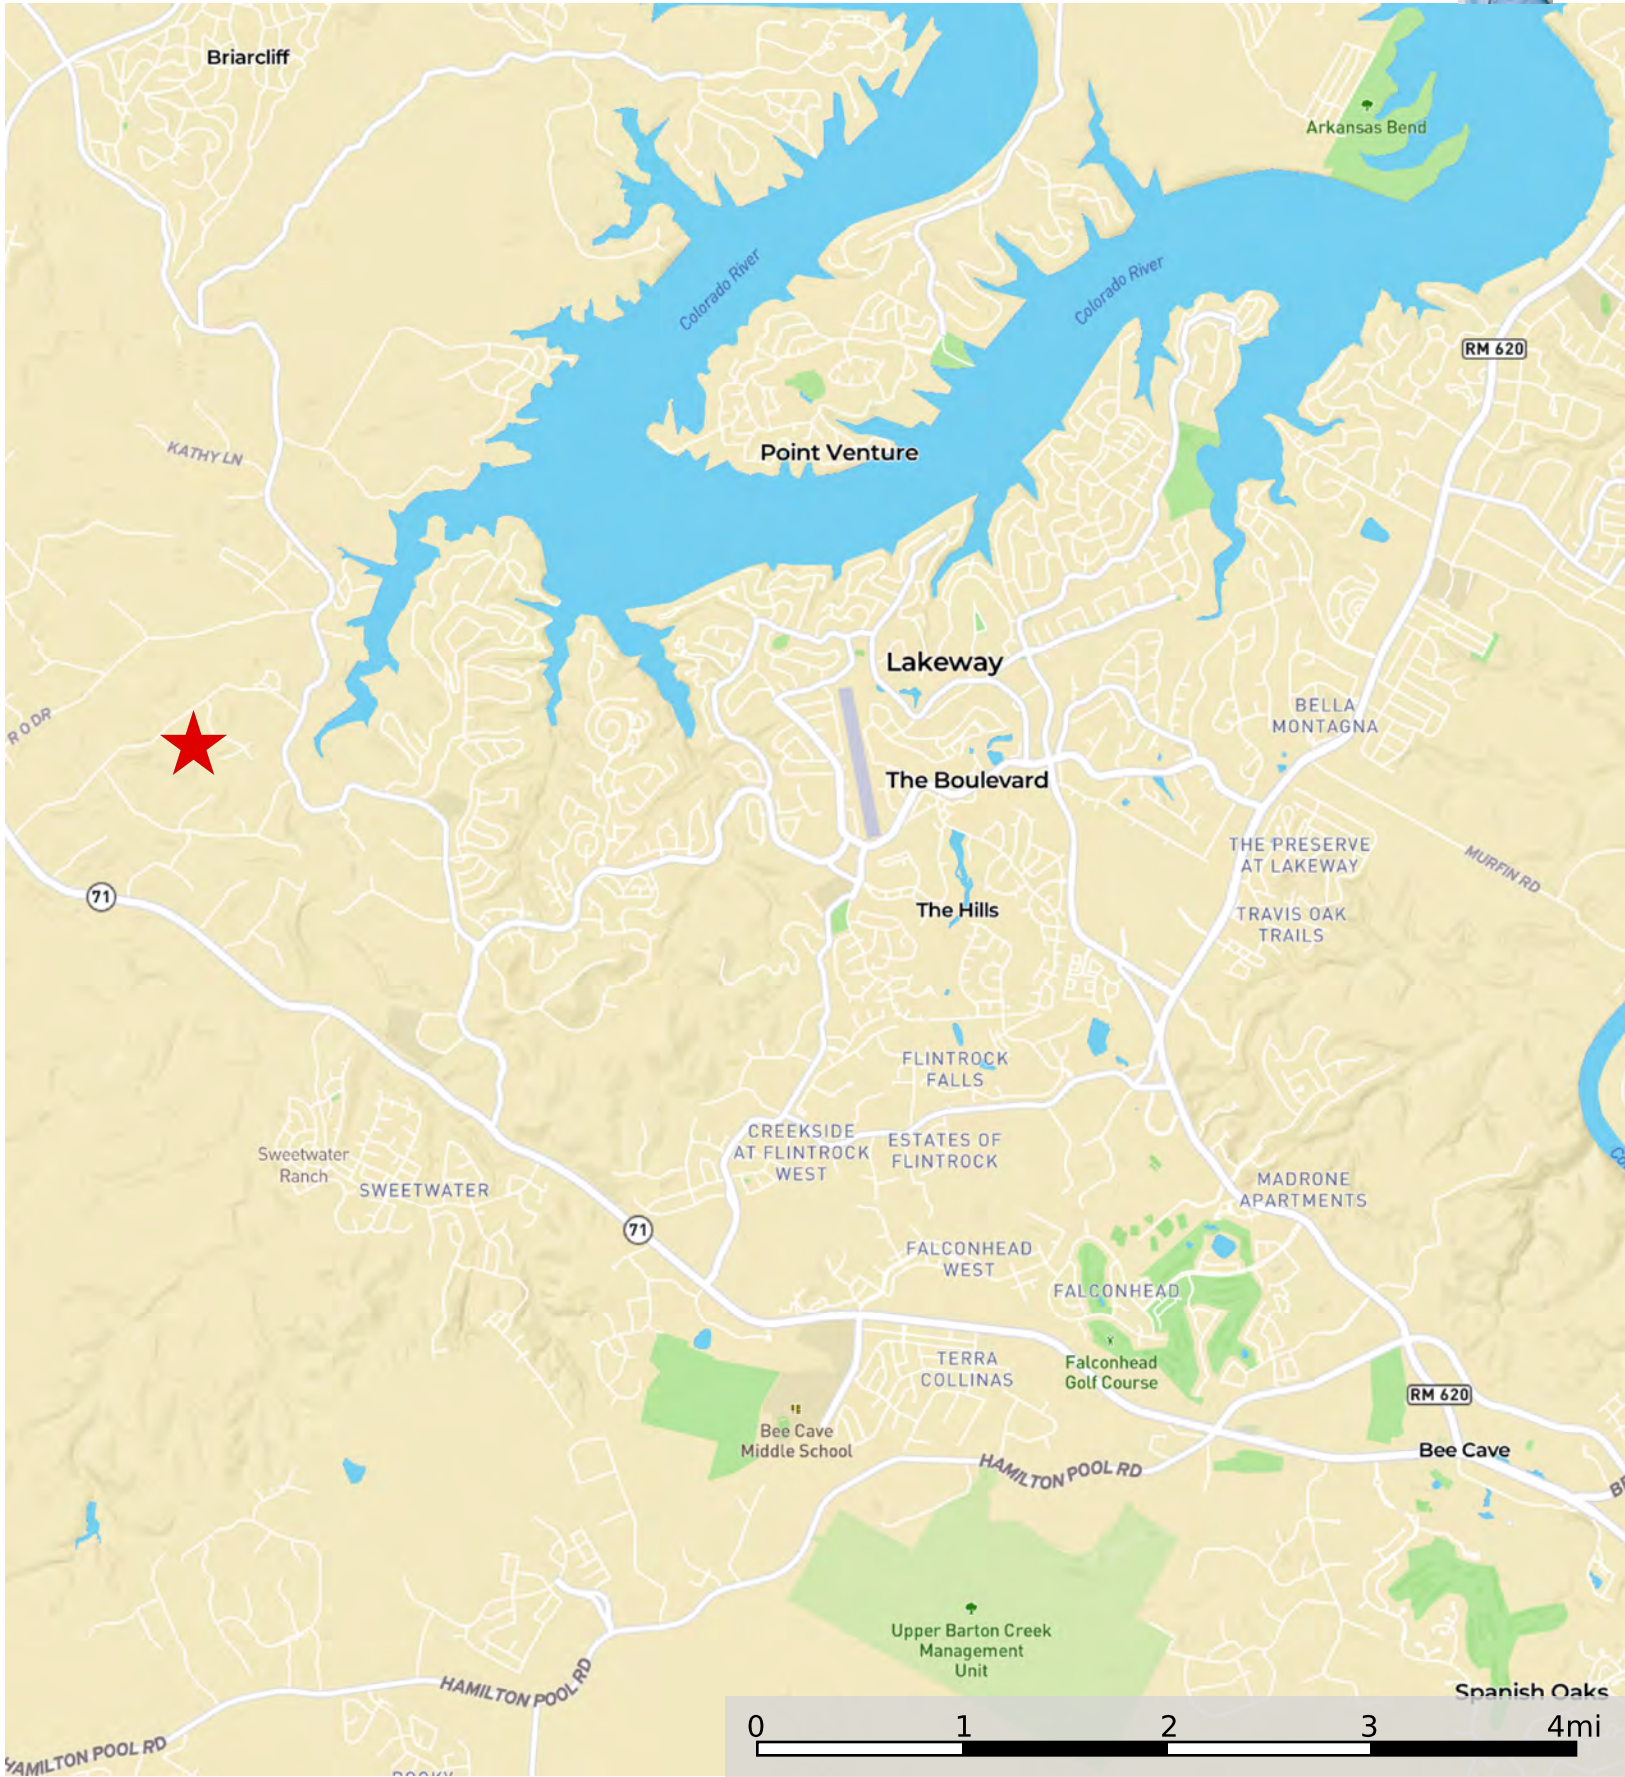 Briarcliff
Arkansas Bend
Colorado River
Colorado River
RM 620
KATHY LN
Point Venture
Lakeway
R O DR
BELLA
MONTAGNA
The Boulevard
THE PRESERVE
AT LAKEWAY
MURFIN RD
71
The Hills
TRAVIS OAK
TRAILS
FLINTROCK
FALLS
CREEKSIDE
AT FLINTROCK
WEST
ESTATES OF
FLINTROCK
Sweetwater
Ranch
SWEETWATER
MADRONE
APARTMENTS
71
FALCONHEAD
WEST
FALCONHEAD
TERRA
COLLINAS
Falconhead
Golf Course
RM 620
Bee Cave
Middle School
HAMILTON POOL RD
Bee Cave
Upper Barton Creek
Management
Unit
HAMILTON POOL RD
Spanish Oaks
HAMILTON POOL RD
0 1 2 3 4mi